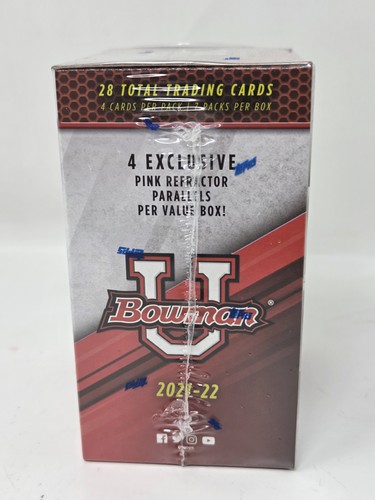 28 TOTAL TRADING CARDS
4 CARDS PER PACK | 7 PACKS PER BOX
4 EXCLUSIVE
PINK REFRACTOR
PARALLELS
PER VALUE BOX!
U
Bowman®
2021-22